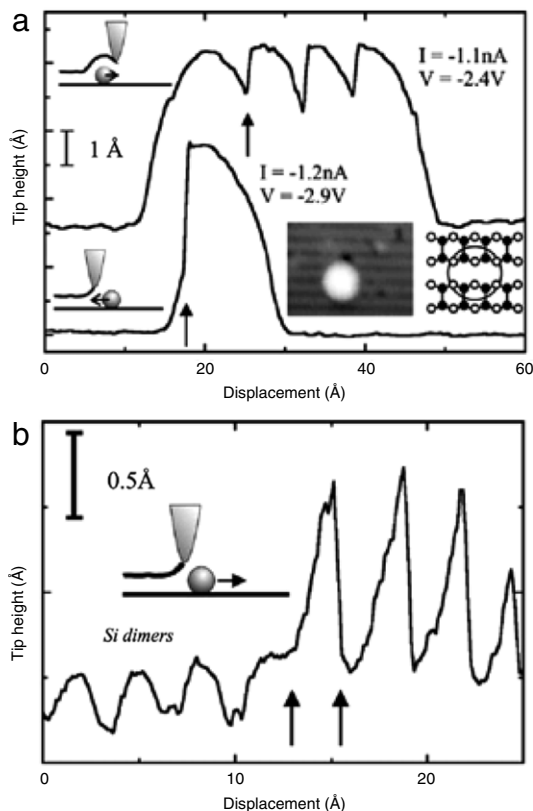 a
I = -1.1nA
V = -2.4V
1 Å
I = -1.2nA
V = -2.9V
Tip height (Å)
0
20
40
60
Displacement (Å)
b
0.5Å
Si dimers
Tip height (Å)
0
10
20
Displacement (Å)